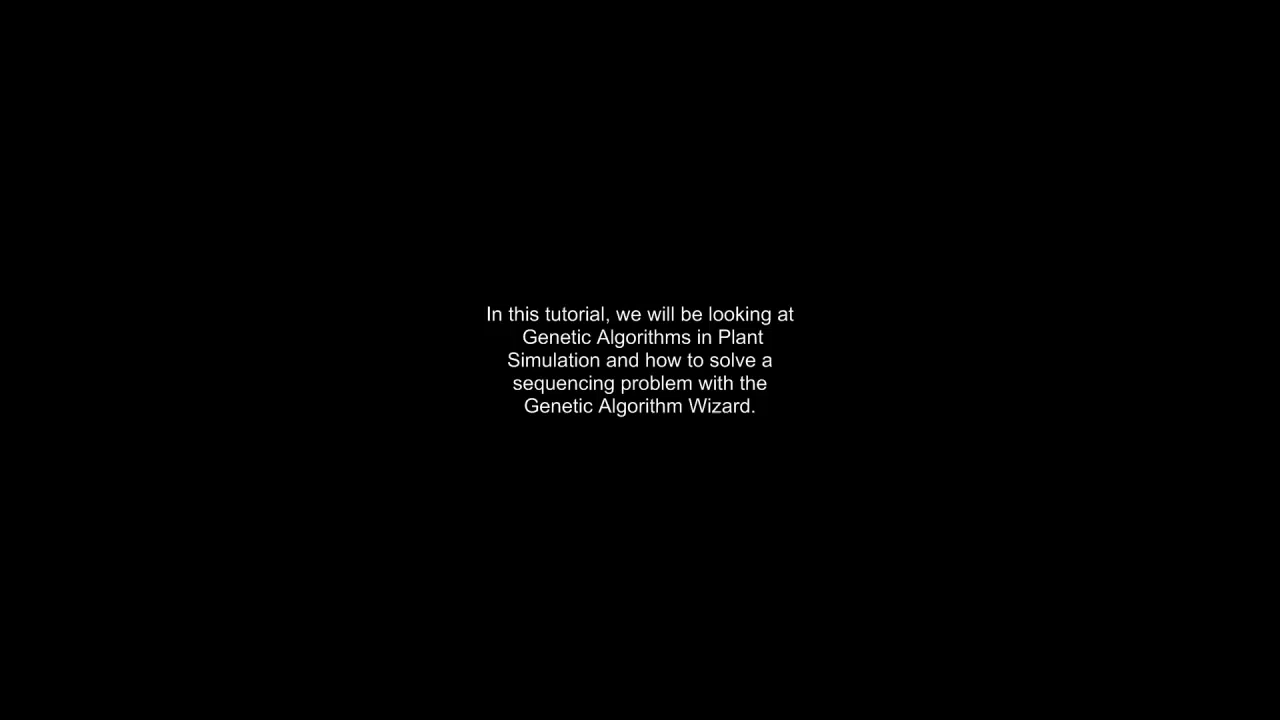 In this tutorial, we will be looking at
Genetic Algorithms in Plant
Simulation and how to solve a
sequencing problem with the
Genetic Algorithm Wizard.